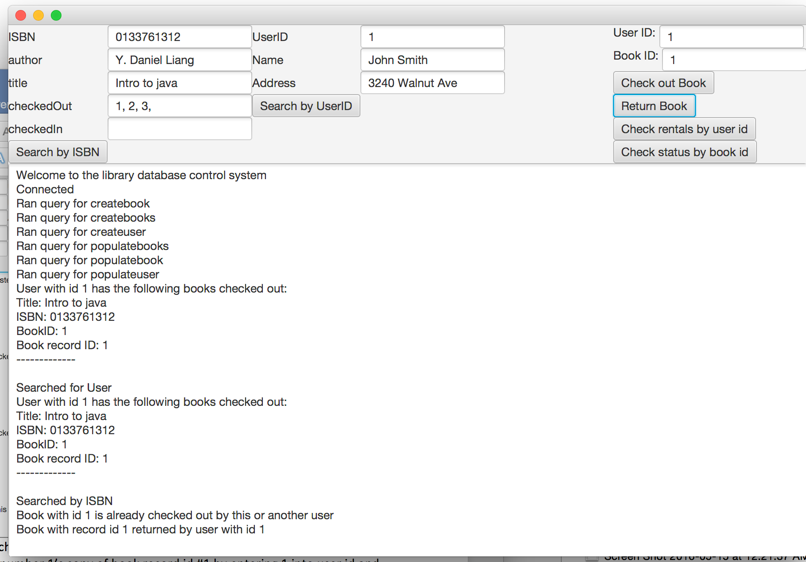 ISBN 0133761312 UserID 1 User ID: 1
author Y. Daniel Liang Name John Smith Book ID: 1
title Intro to java Address 3240 Walnut Ave Check out Book
checkedOut 1, 2, 3, Search by UserID Return Book
checkedIn Check rentals by user id
Search by ISBN Check status by book id
Welcome to the library database control system
Connected
Ran query for createbook
Ran query for createbooks
Ran query for createuser
Ran query for populatebooks
Ran query for populatebook
Ran query for populateuser
User with id 1 has the following books checked out:
Title: Intro to java
ISBN: 0133761312
BookID: 1
Book record ID: 1
-------------
Searched for User
User with id 1 has the following books checked out:
Title: Intro to java
ISBN: 0133761312
BookID: 1
Book record ID: 1
-------------
Searched by ISBN
Book with id 1 is already checked out by this or another user
Book with record id 1 returned by user with id 1